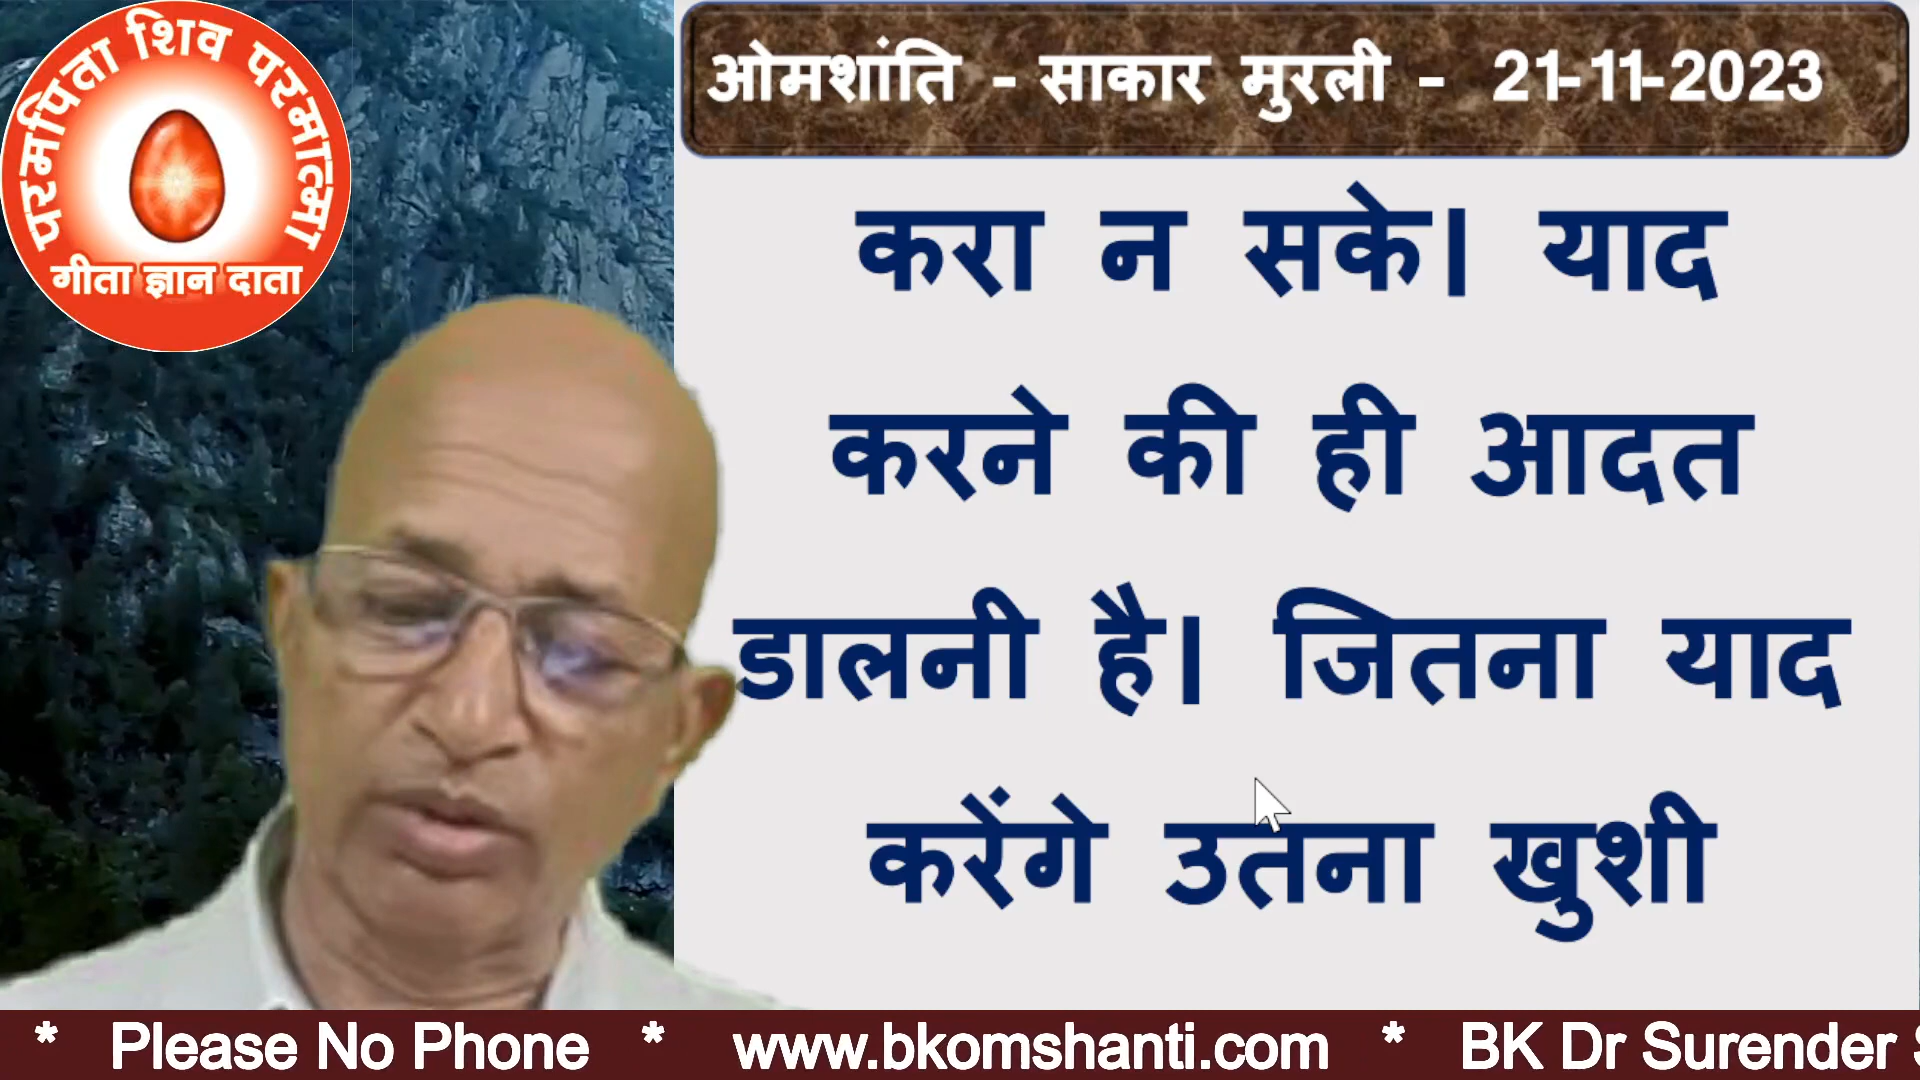 परमपिता शिव परमात्मा
गीता ज्ञान दाता
ओमशांति - साकार मुरली - 21-11-2023
करा न सके। याद
करने की ही आदत
डालनी है। जितना याद
करेंगे उतना खुशी
* Please No Phone * www.bkomshanti.com * BK Dr Surender